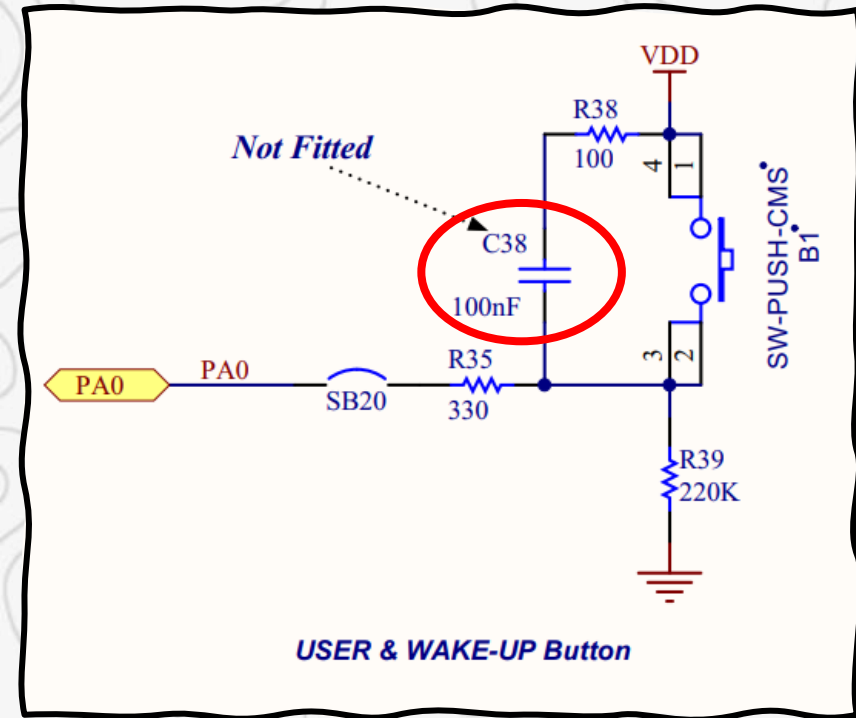 VDD
R38
100
Not Fitted
4
1
C38
100nF
SW-PUSH-CMS
B1
3
2
PA0
PA0
SB20
R35
330
R39
220K
USER & WAKE-UP Button